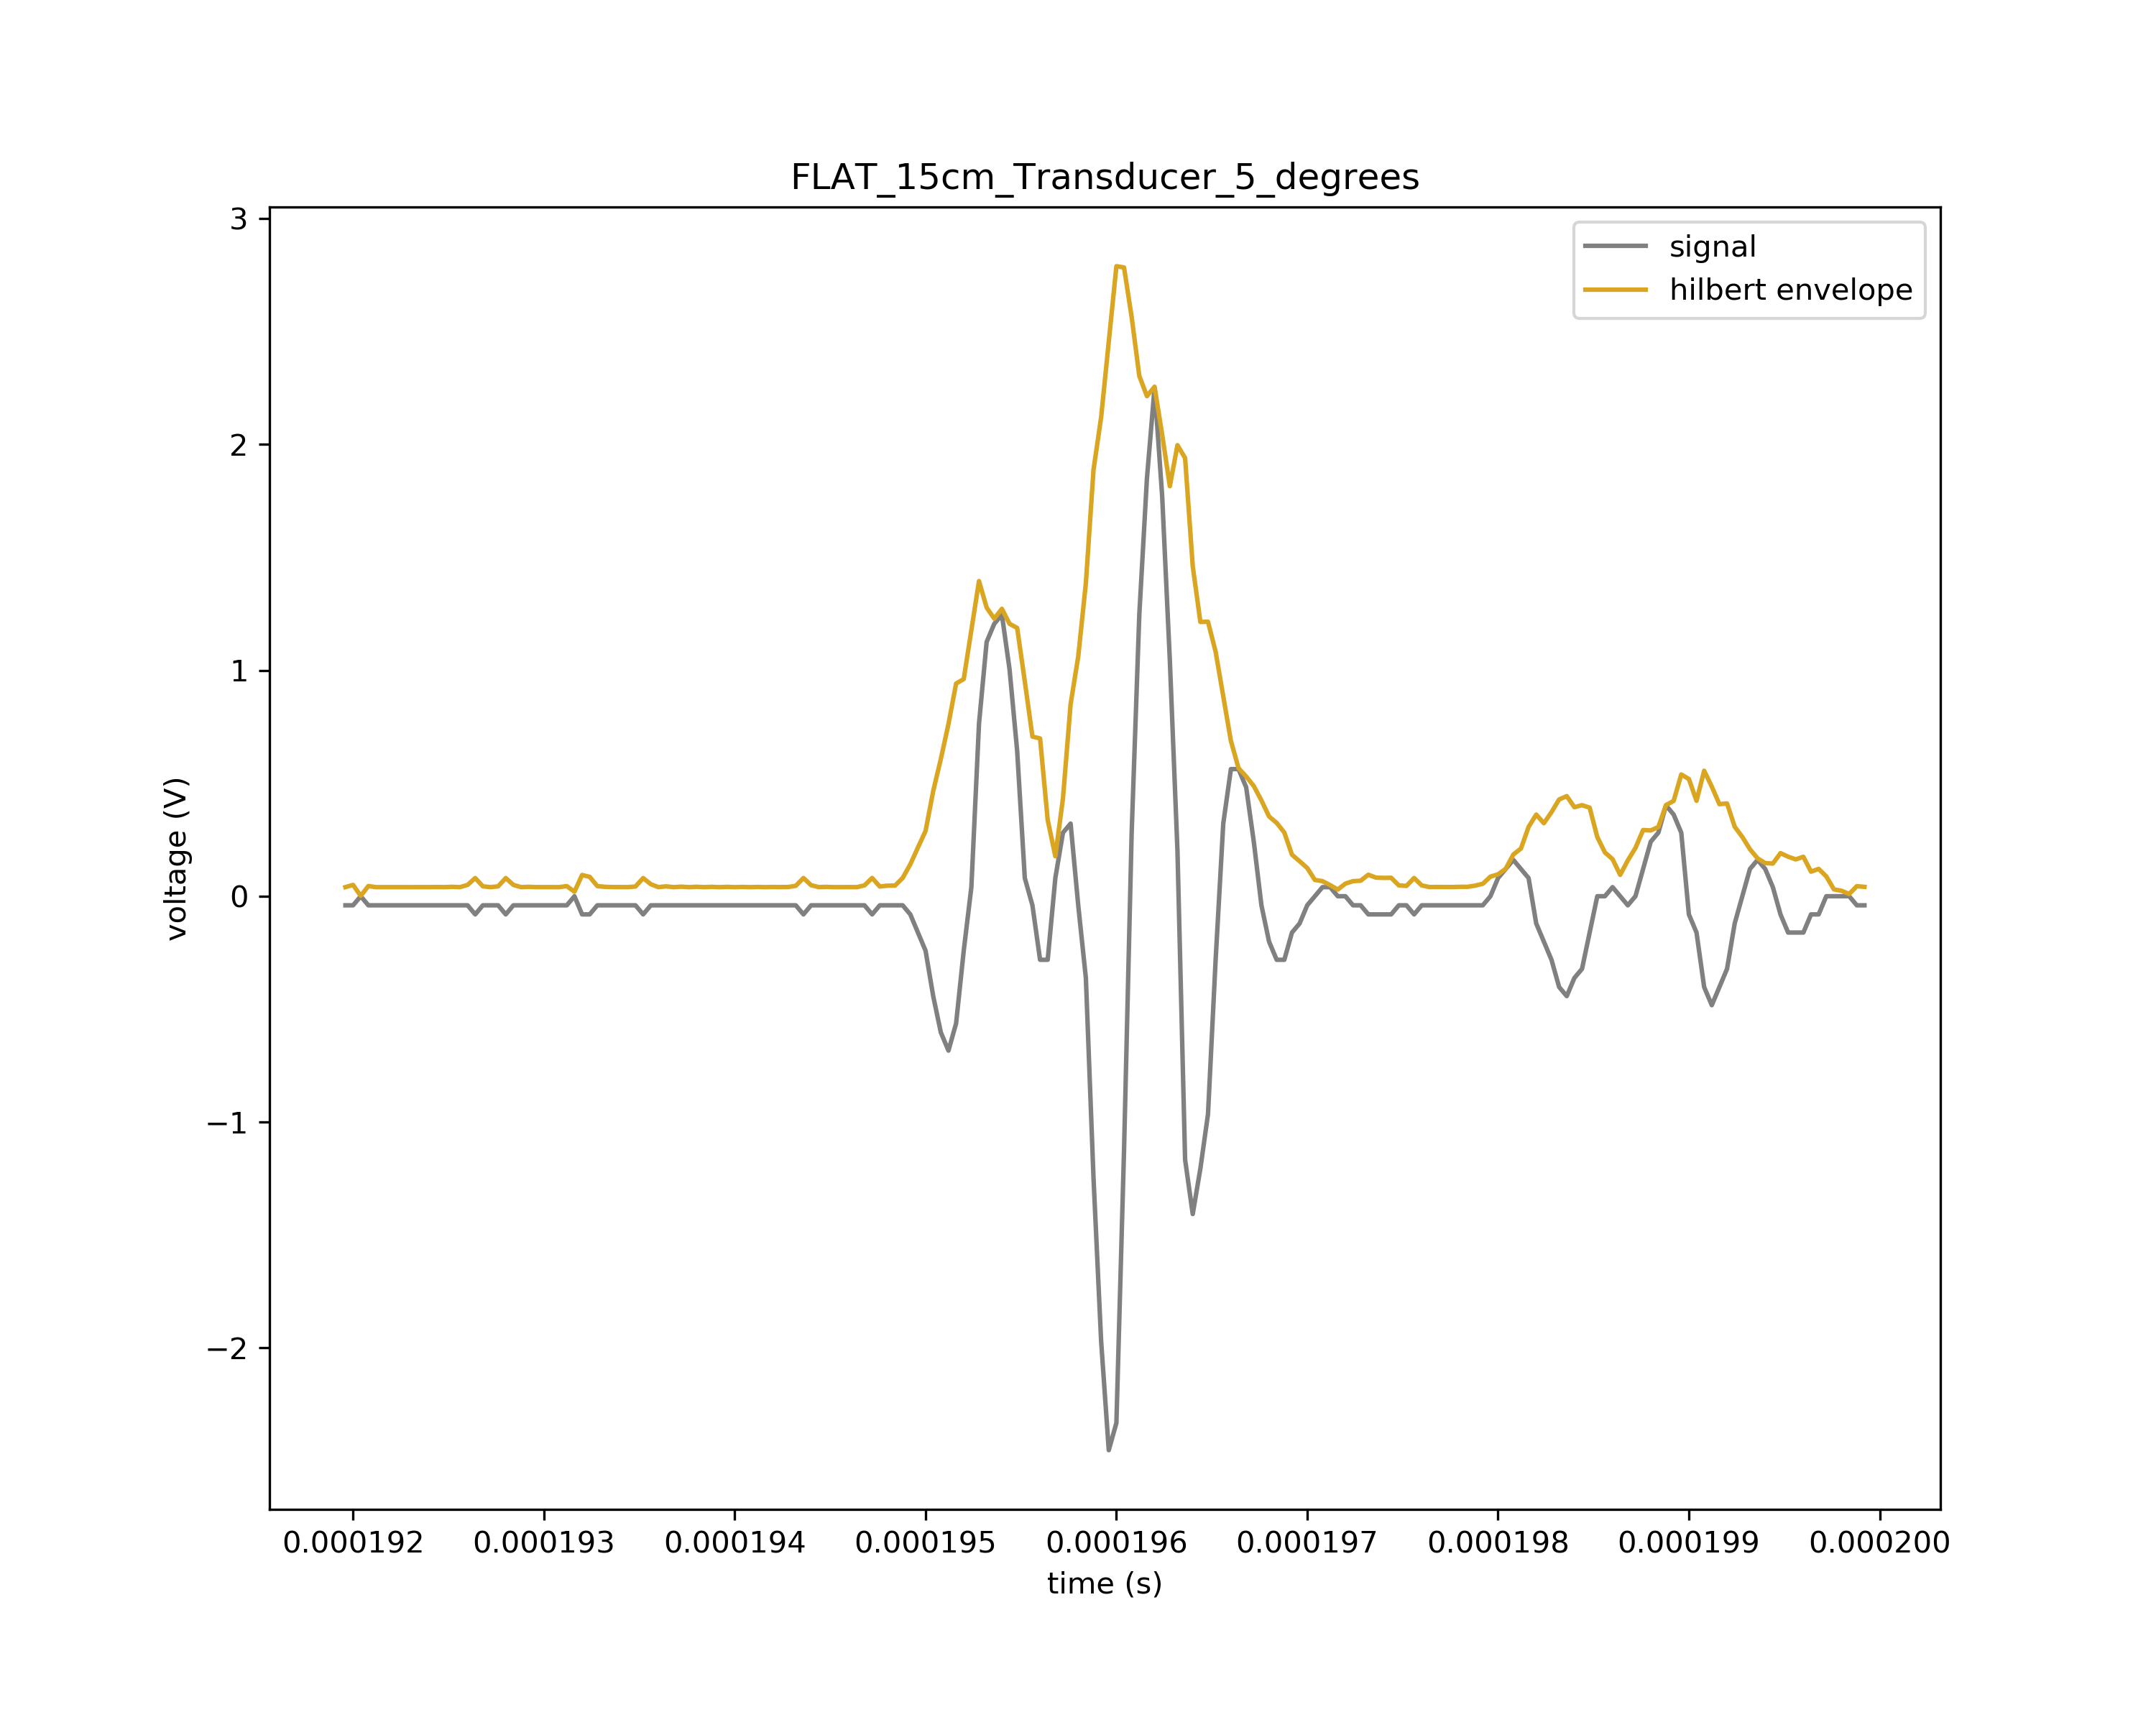 FLAT_15cm_Transducer_5_degrees
3
2
1
0
−1
−2
voltage (V)
signal
hilbert envelope
0.000192 0.000193 0.000194 0.000195 0.000196 0.000197 0.000198 0.000199 0.000200
time (s)